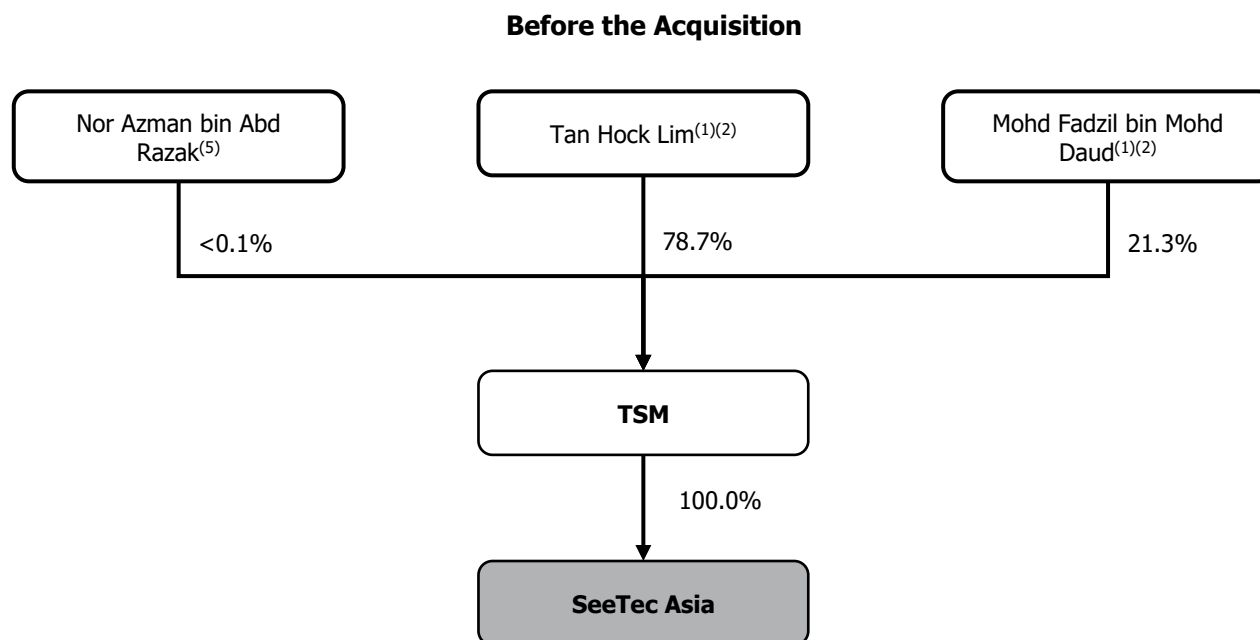 Before the Acquisition
Nor Azman bin Abd
Razak(5)
Tan Hock Lim(1)(2)
Mohd Fadzil bin Mohd
Daud(1)(2)
<0.1%
78.7%
21.3%
TSM
100.0%
SeeTec Asia